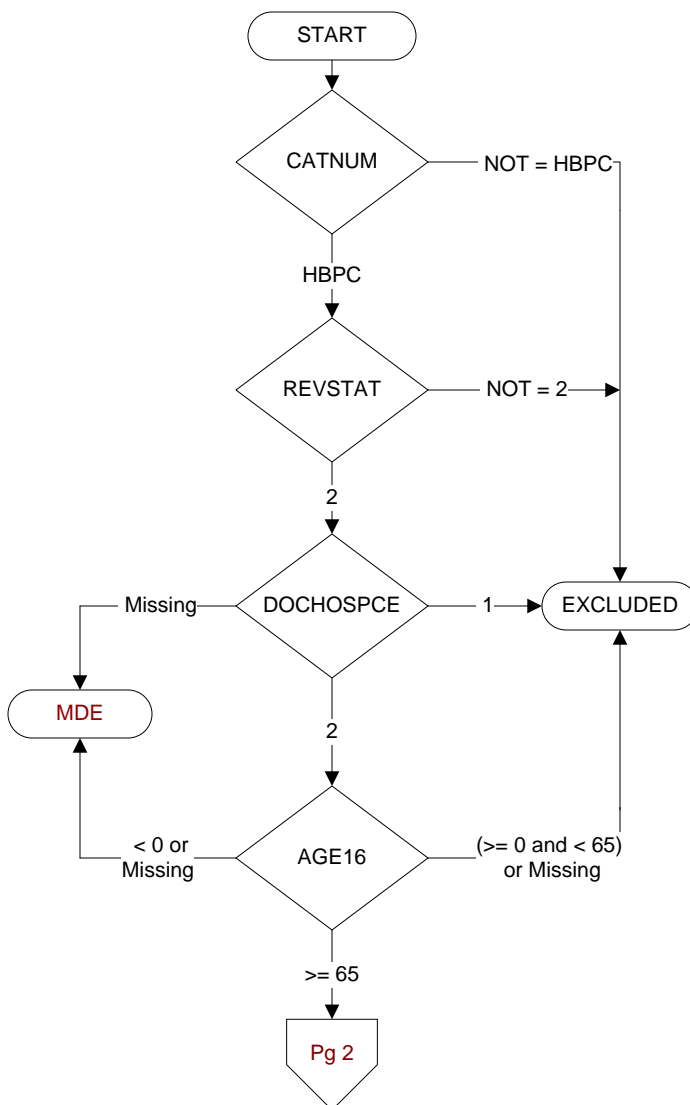 START
CATNUM
NOT = HBPC
HBPC
REVSTAT
NOT = 2
2
Missing
DOCHOSPCE
1
EXCLUDED
MDE
2
< 0 or
Missing
AGE16
(>= 0 and < 65)
or Missing
>= 65
Pg 2